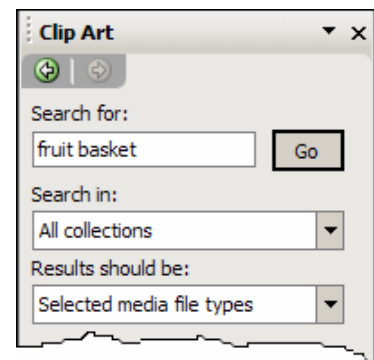 Clip Art
Search for:
fruit basket
Go
Search in:
All collections
Results should be:
Selected media file types